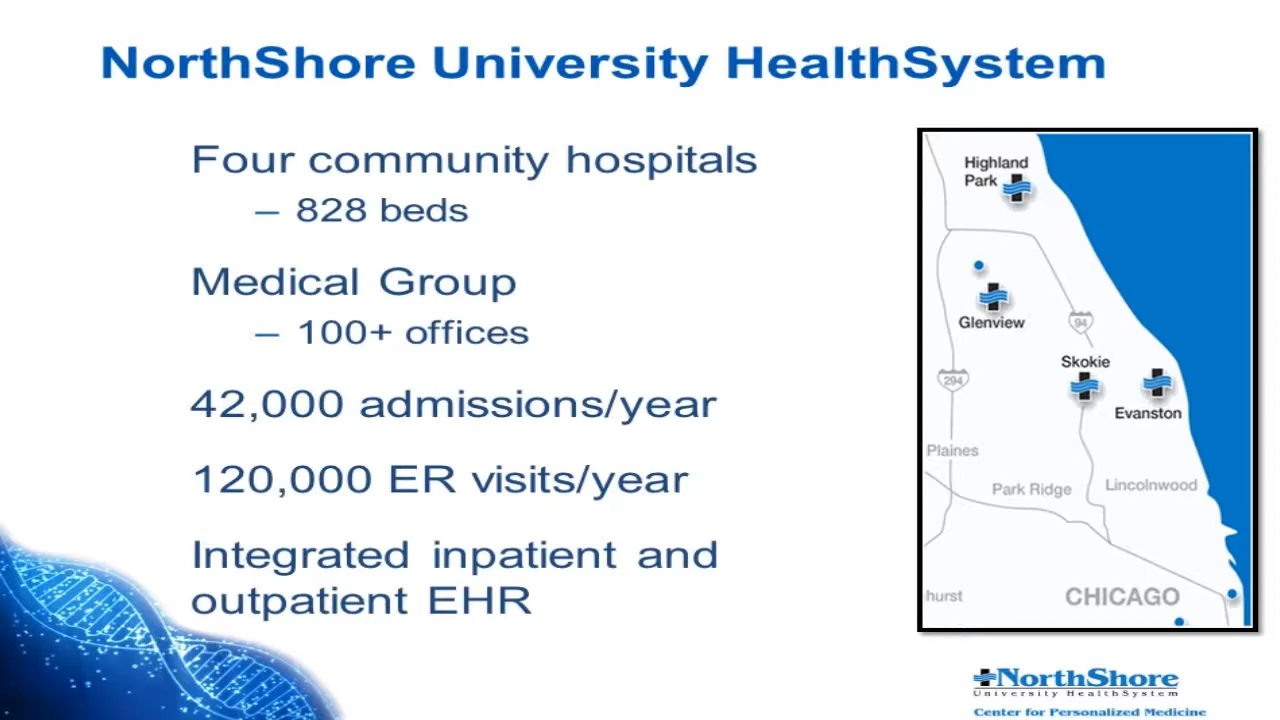 NorthShore University HealthSystem
Four community hospitals
– 828 beds
Medical Group
– 100+ offices
42,000 admissions/year
120,000 ER visits/year
Integrated inpatient and
outpatient EHR
Highland
Park
Glenview
94
Skokie
294
Evanston
Plaines
Park Ridge
Lincolnwood
hurst
CHICAGO
NorthShore
University HealthSystem
Center for Personalized Medicine